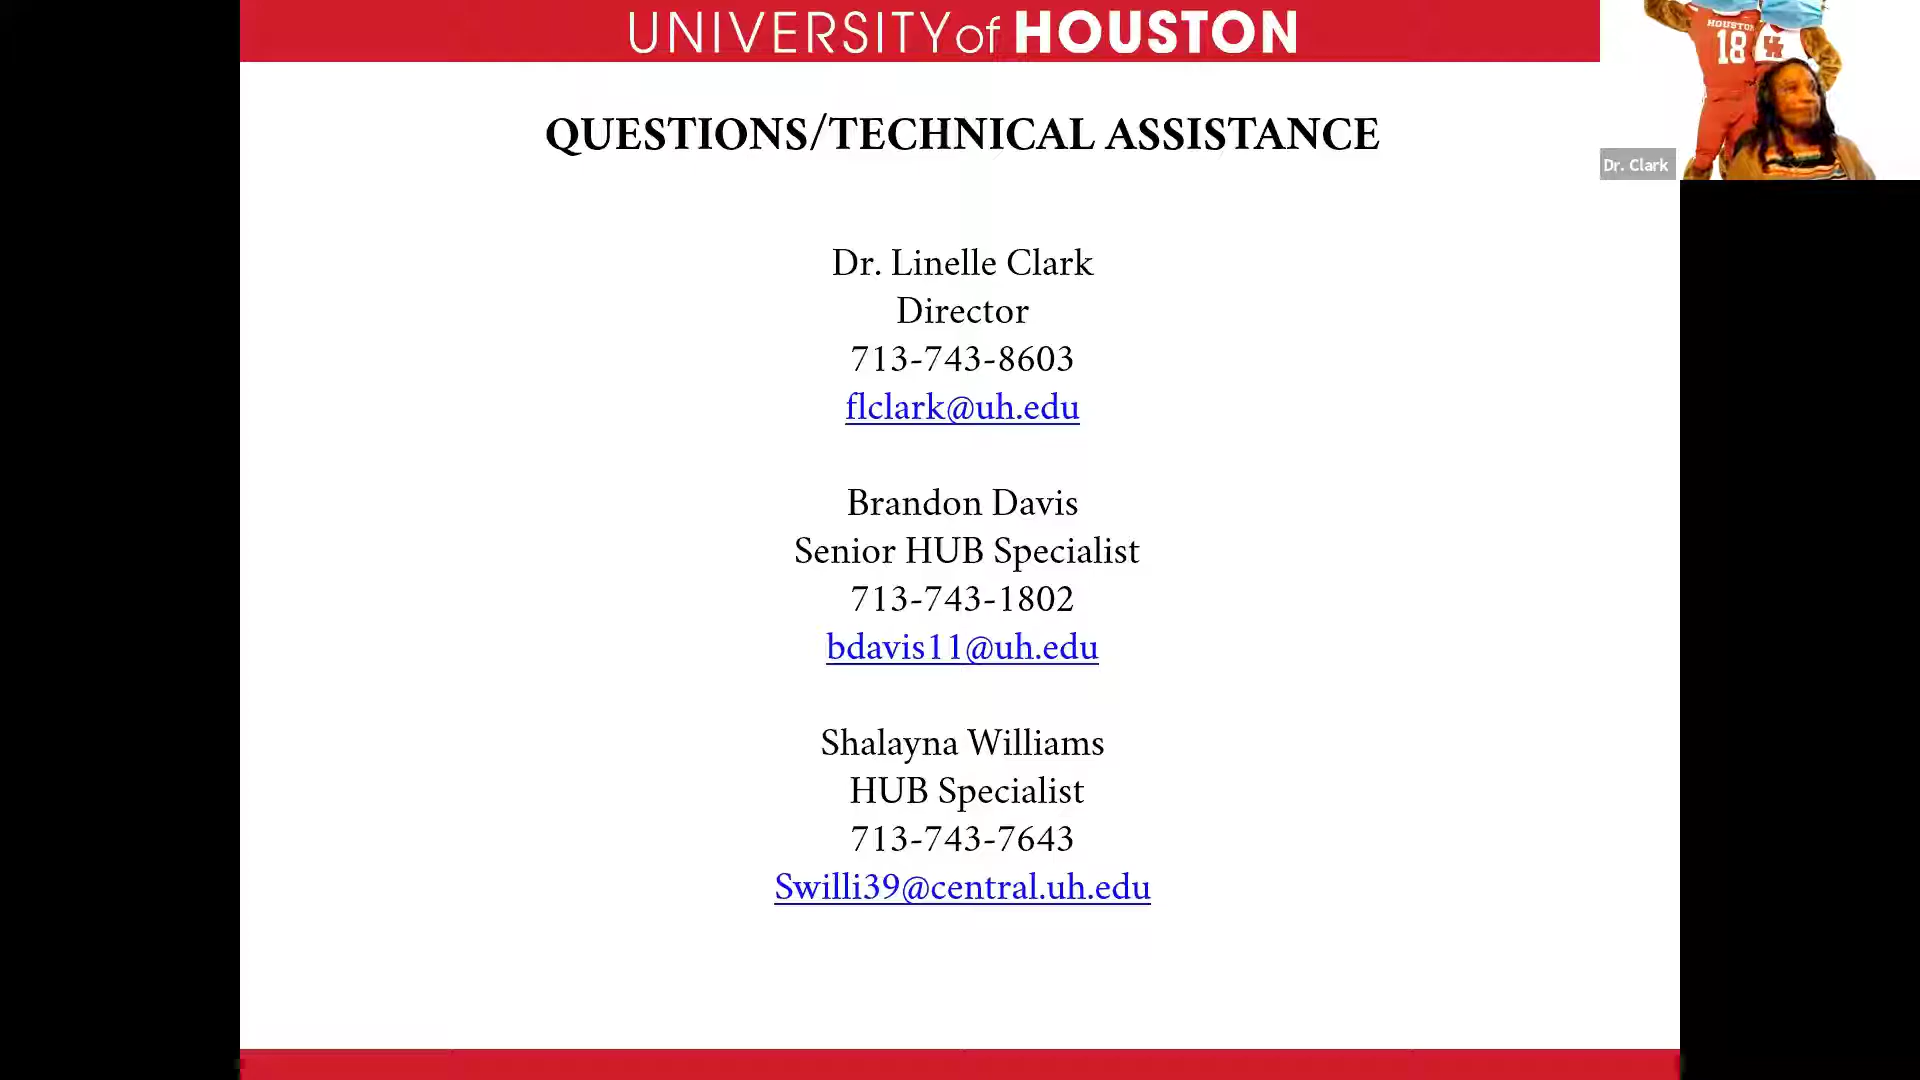 UNIVERSITY of HOUSTON
HOUSTON
18
Dr. Clark
QUESTIONS/TECHNICAL ASSISTANCE
Dr. Linelle Clark
Director
713-743-8603
flclark@uh.edu
Brandon Davis
Senior HUB Specialist
713-743-1802
bdavis11@uh.edu
Shalayna Williams
HUB Specialist
713-743-7643
Swilli39@central.uh.edu